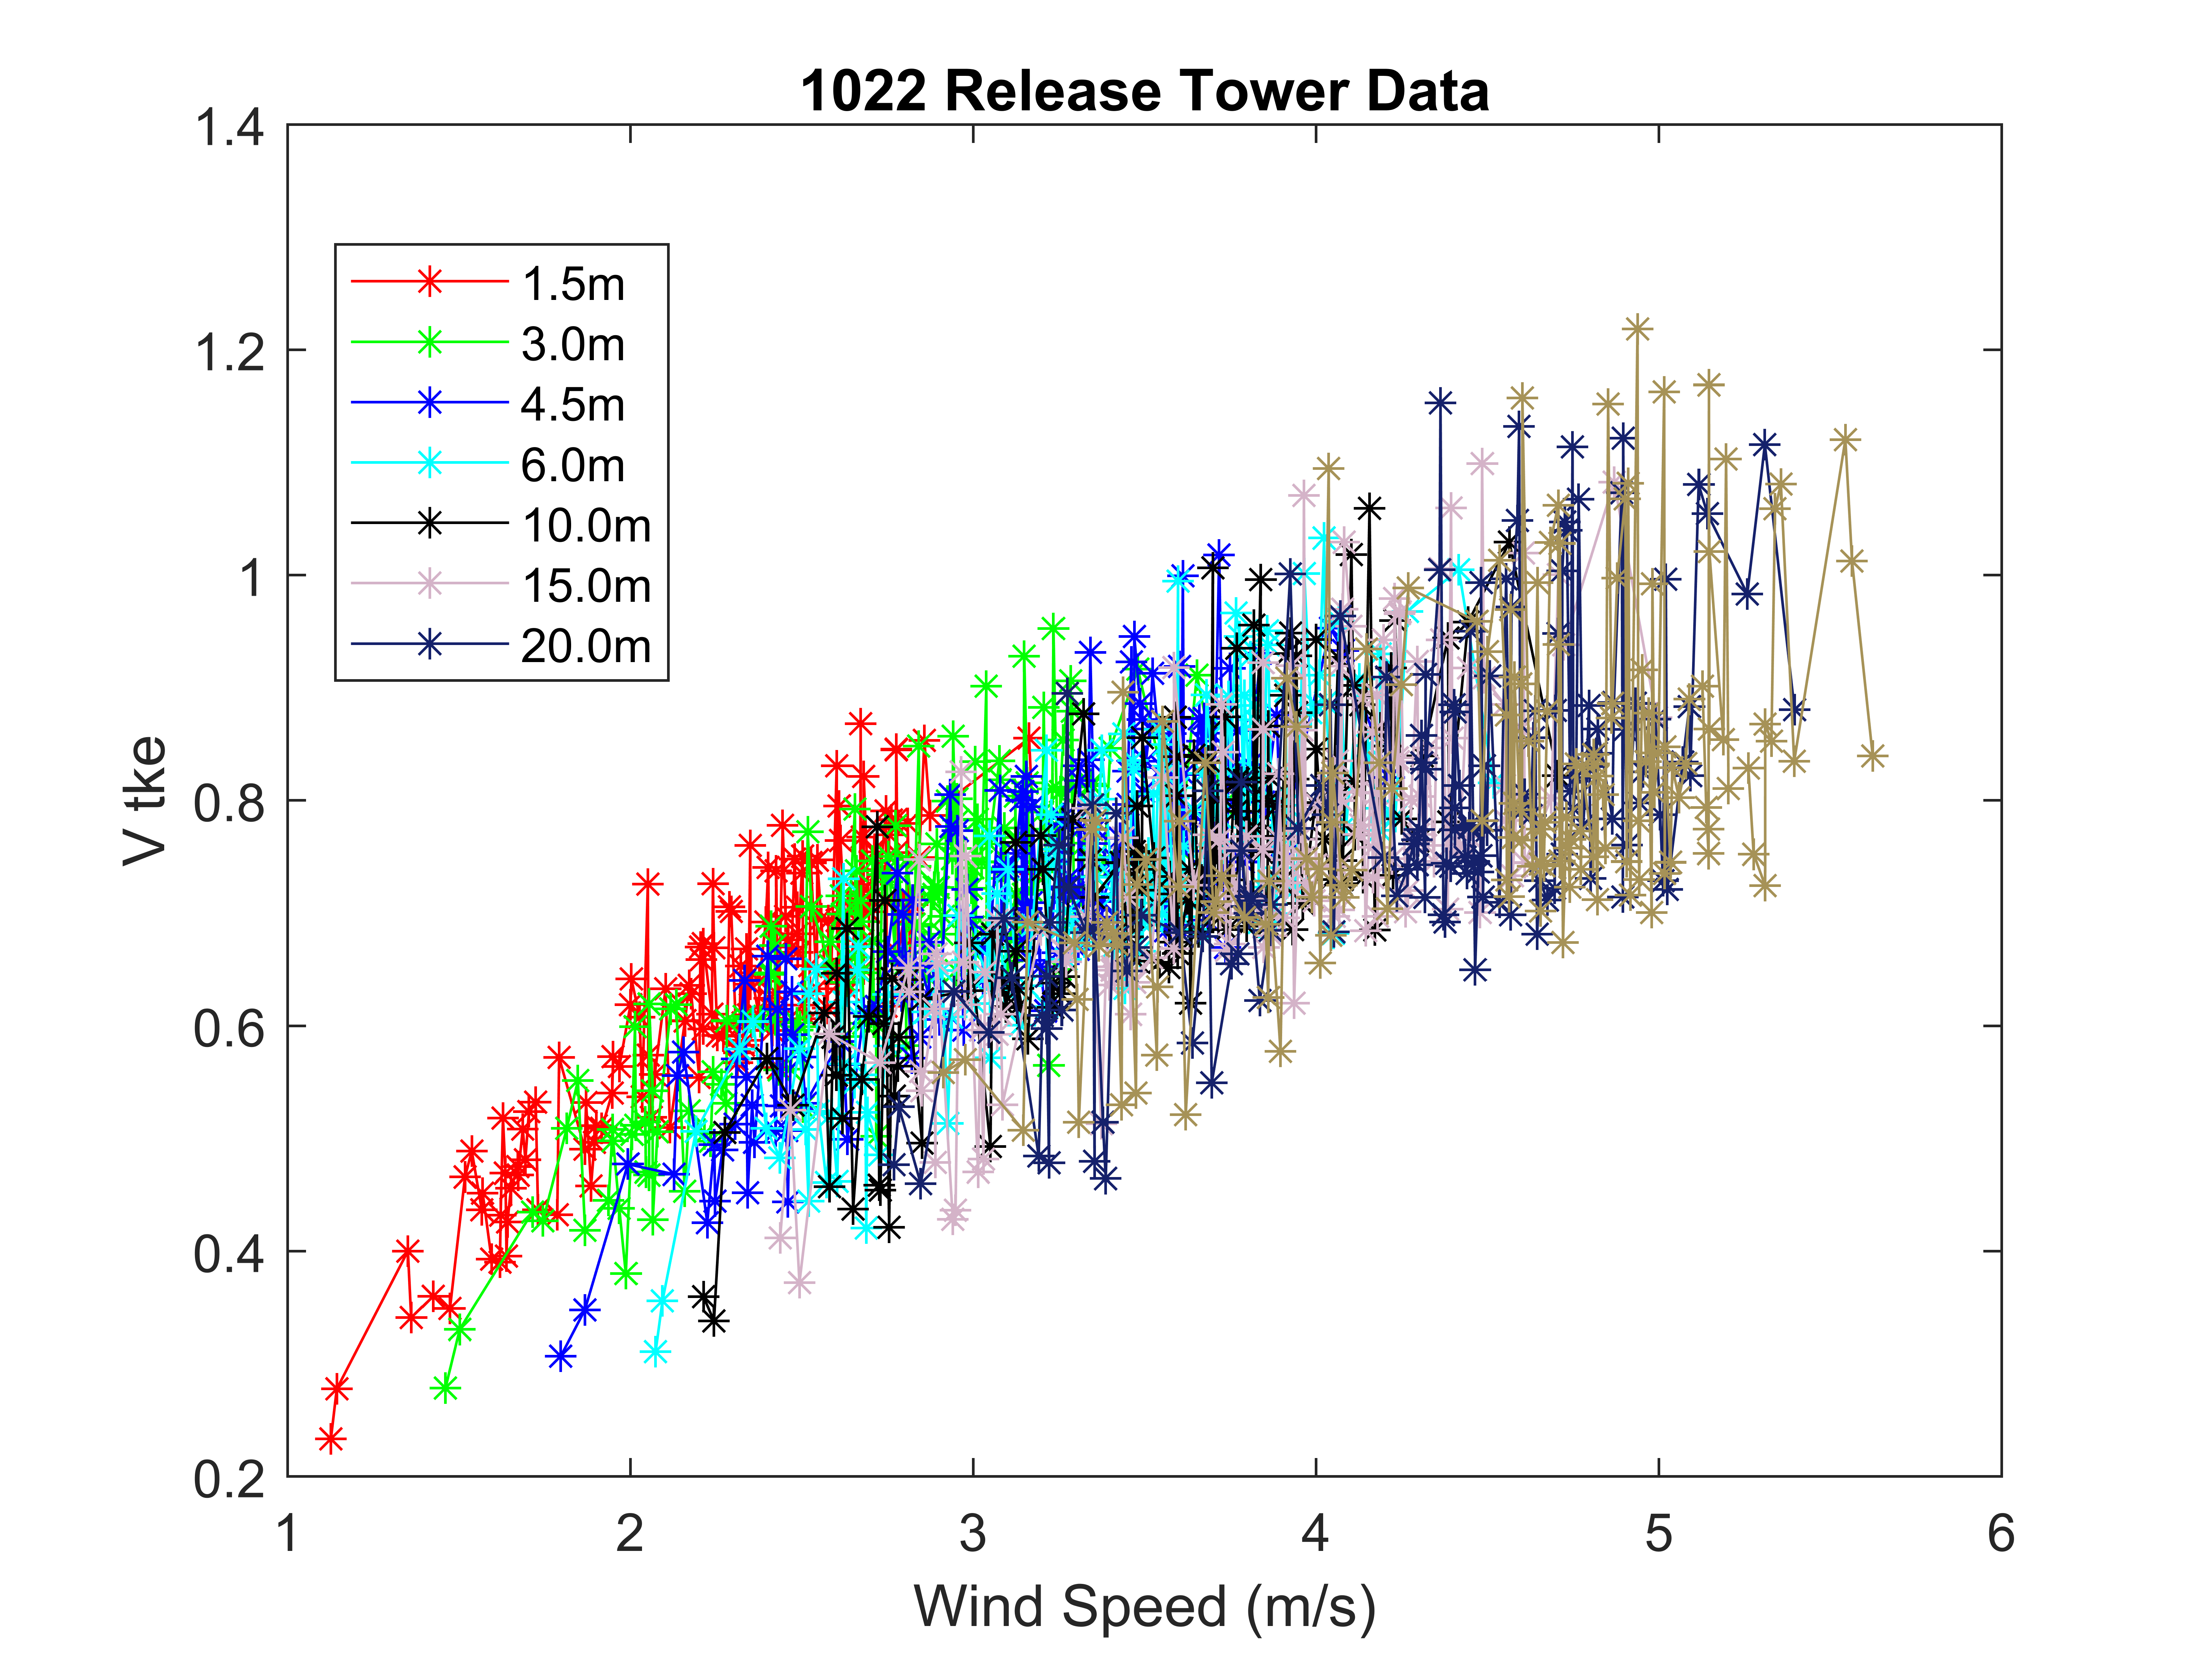 1022 Release Tower Data
1.4
1.2
1
0.8
0.6
0.4
0.2
V tke
1.5m
3.0m
4.5m
6.0m
10.0m
15.0m
20.0m
1 2 3 4 5 6
Wind Speed (m/s)